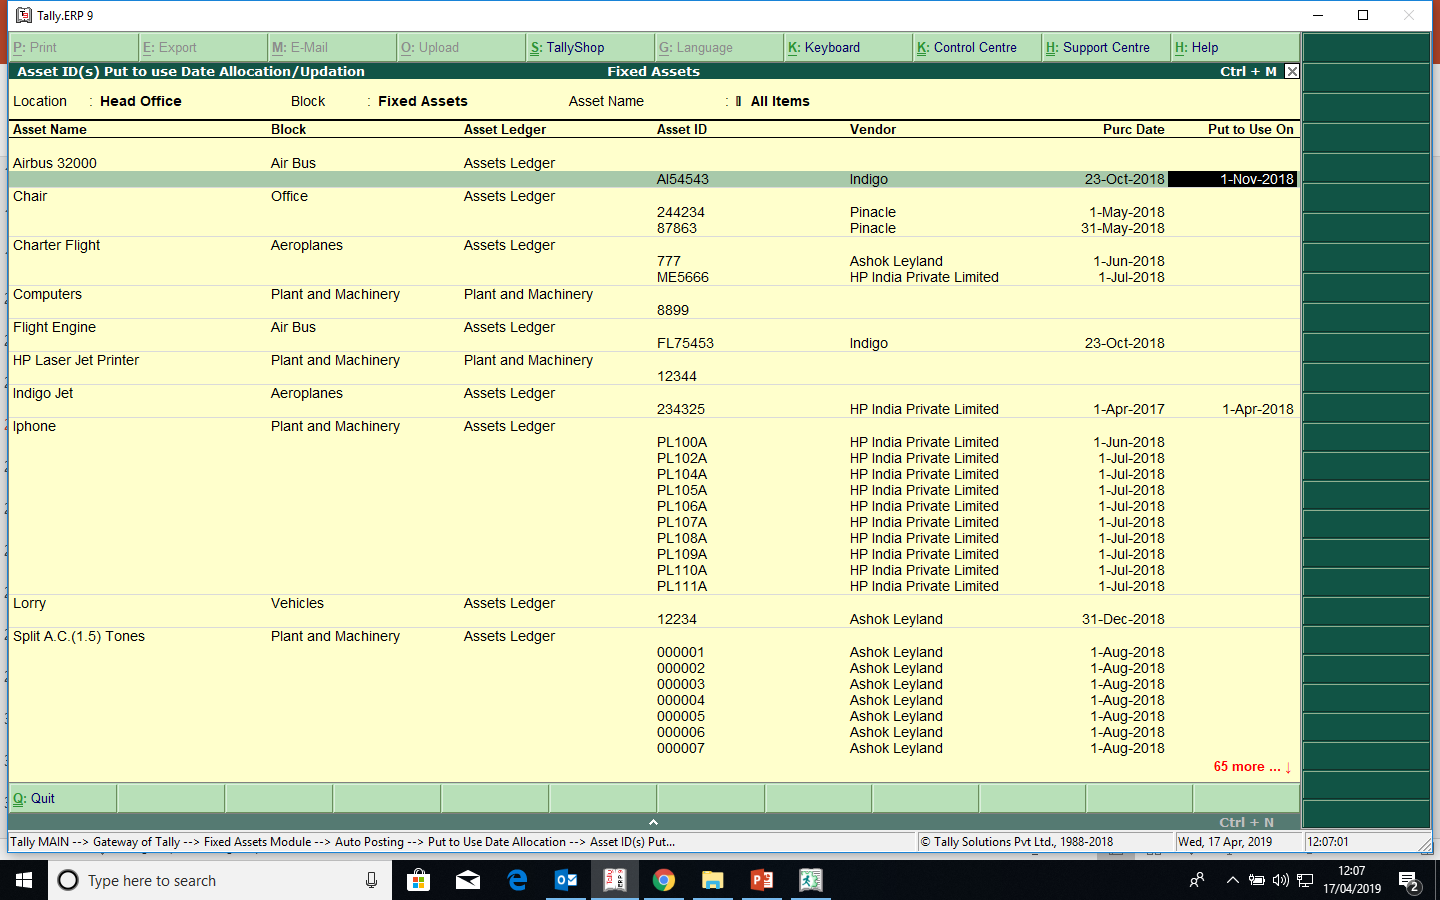 Tally.ERP 9
P: Print E: Export M: E-Mail O: Upload S: TallyShop G: Language K: Keyboard K: Control Centre H: Support Centre H: Help
Asset ID(s) Put to use Date Allocation/Updation Fixed Assets Ctrl + M
Location : Head Office Block : Fixed Assets Asset Name : All Items
Asset Name Block Asset Ledger Asset ID Vendor Purc Date Put to Use On
Airbus 32000 Air Bus Assets Ledger
AI54543 Indigo 23-Oct-2018 1-Nov-2018
Chair Office Assets Ledger
244234 Pinacle 1-May-2018
87863 Pinacle 31-May-2018
Charter Flight Aeroplanes Assets Ledger
777 Ashok Leyland 1-Jun-2018
ME5666 HP India Private Limited 1-Jul-2018
Computers Plant and Machinery Plant and Machinery
8899
Flight Engine Air Bus Assets Ledger
FL75453 Indigo 23-Oct-2018
HP Laser Jet Printer Plant and Machinery Plant and Machinery
12344
Indigo Jet Aeroplanes Assets Ledger
234325 HP India Private Limited 1-Apr-2017 1-Apr-2018
Iphone Plant and Machinery Assets Ledger
PL100A HP India Private Limited 1-Jun-2018
PL102A HP India Private Limited 1-Jul-2018
PL104A HP India Private Limited 1-Jul-2018
PL105A HP India Private Limited 1-Jul-2018
PL106A HP India Private Limited 1-Jul-2018
PL107A HP India Private Limited 1-Jul-2018
PL108A HP India Private Limited 1-Jul-2018
PL109A HP India Private Limited 1-Jul-2018
PL110A HP India Private Limited 1-Jul-2018
PL111A HP India Private Limited 1-Jul-2018
Lorry Vehicles Assets Ledger
12234 Ashok Leyland 31-Dec-2018
Split A.C.(1.5) Tones Plant and Machinery Assets Ledger
000001 Ashok Leyland 1-Aug-2018
000002 Ashok Leyland 1-Aug-2018
000003 Ashok Leyland 1-Aug-2018
000004 Ashok Leyland 1-Aug-2018
000005 Ashok Leyland 1-Aug-2018
000006 Ashok Leyland 1-Aug-2018
000007 Ashok Leyland 1-Aug-2018
65 more ... ↓
Q: Quit
Ctrl + N
Tally MAIN --> Gateway of Tally --> Fixed Assets Module --> Auto Posting --> Put to Use Date Allocation --> Asset ID(s) Put... © Tally Solutions Pvt Ltd., 1988-2018 Wed, 17 Apr, 2019 12:07:01
Type here to search
12:07
17/04/2019
2